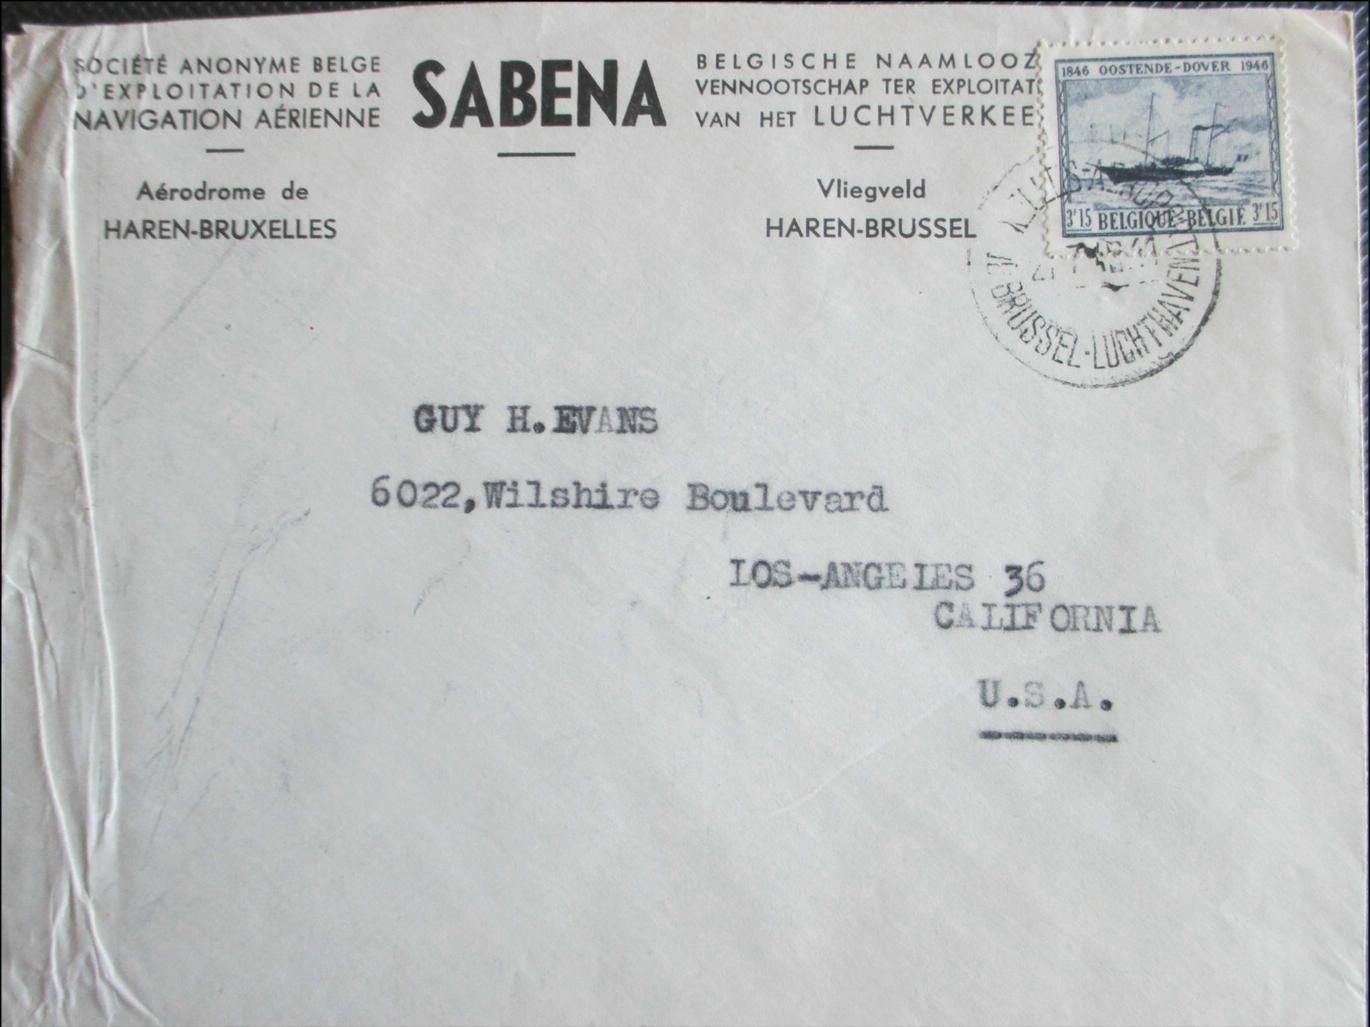 SOCIÉTÉ ANONYME BELGE
D'EXPLOITATION DE LA
NAVIGATION AÉRIENNE
Aérodrome de
HAREN-BRUXELLES
SABENA
BELGISCHE NAAMLOOZ
VENNOOTSCHAP TER EXPLOITAT
VAN HET LUCHTVERKEE
Vliegveld
HAREN-BRUSSEL
1846 OOSTENDE-DOVER 1946
3F15 BELGIQUE-BELGIE 3F15
BRUSSEL-LUCHTHAVEN
GUY H.EVANS
6022,Wilshire Boulevard
LOS-ANGELES 36
CALIFORNIA
U.S.A.